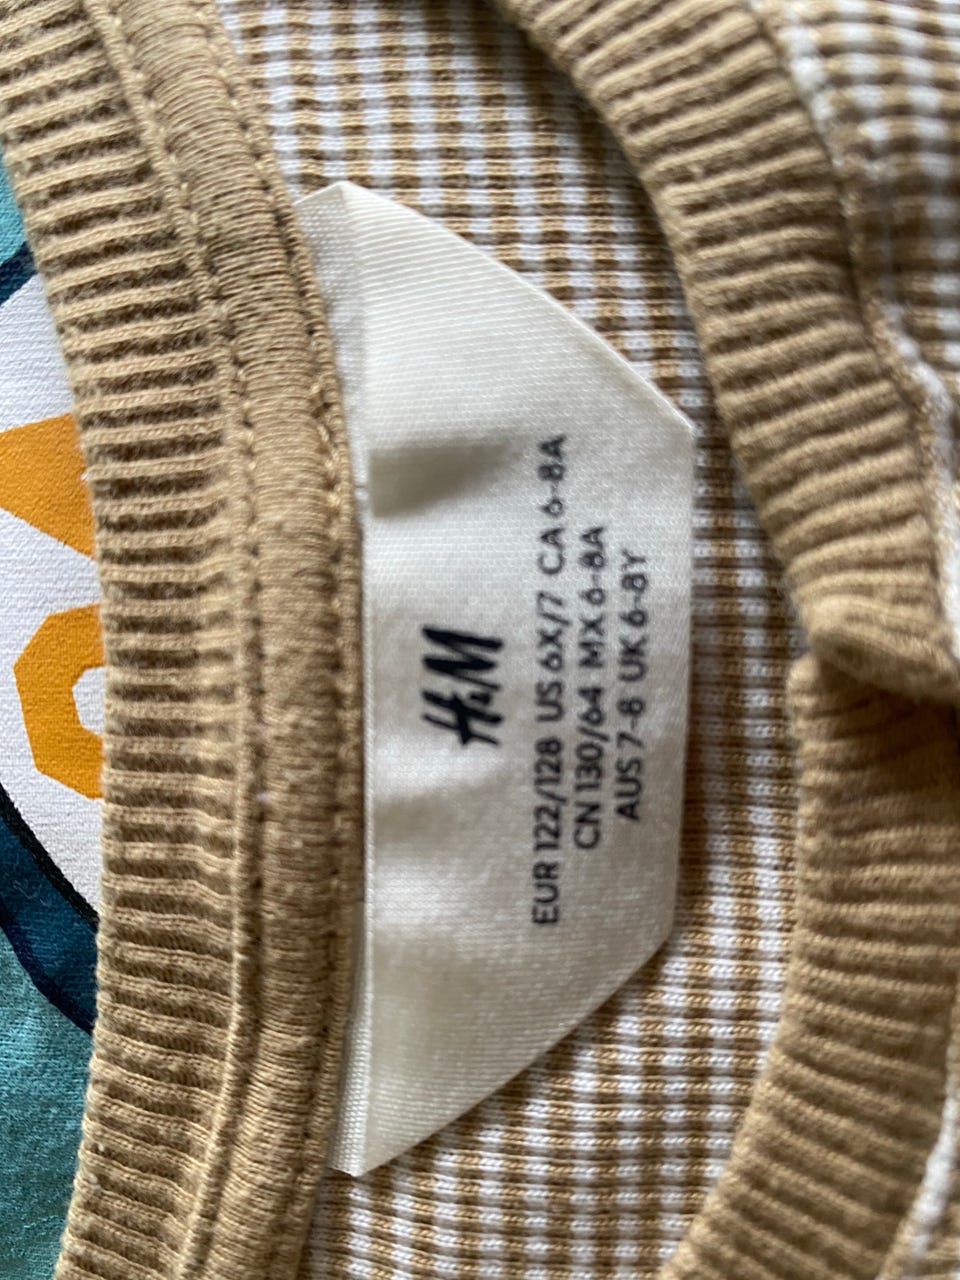 H&M
EUR 122/128 US 6X/7 CA 6-8A
CN 130/64 MX 6-8A
AUS 7-8 UK 6-8Y